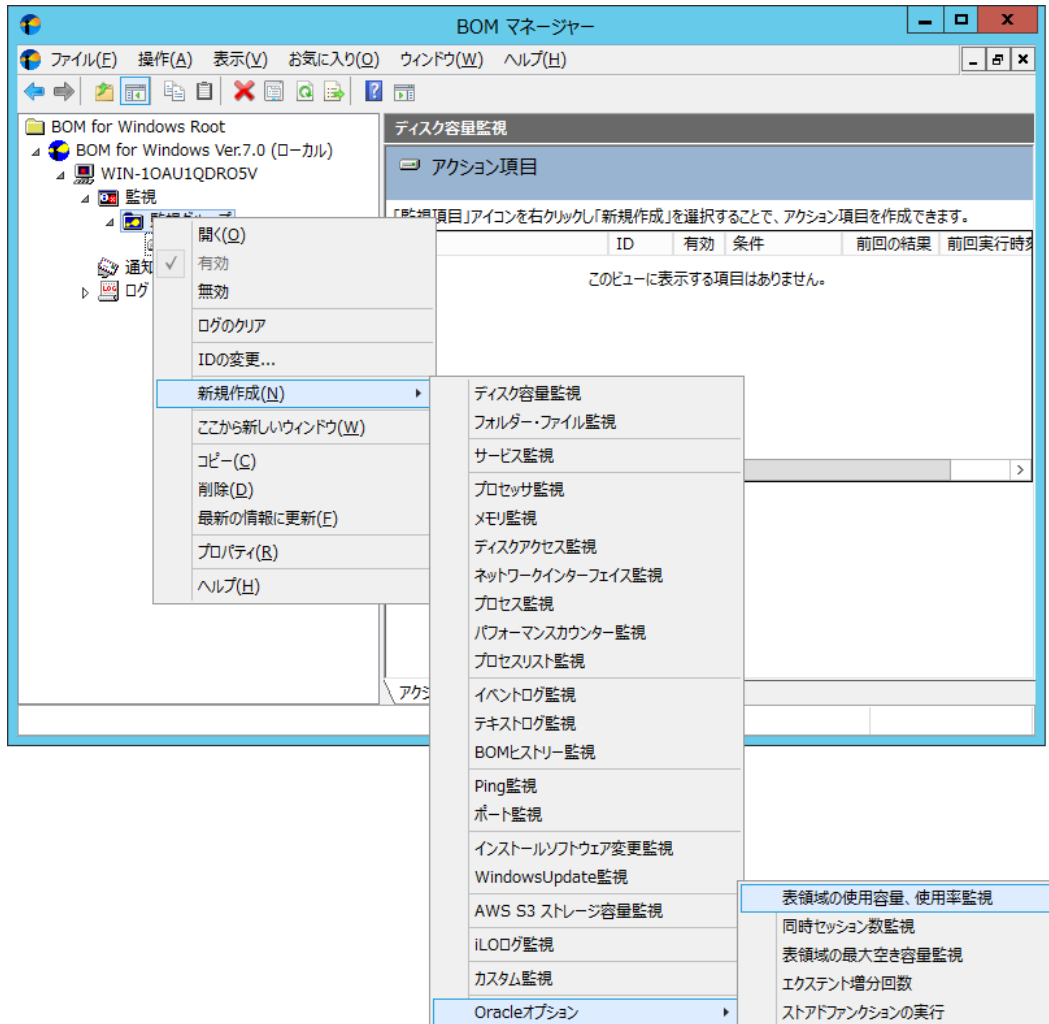 BOM マネージャー
ファイル(F) 操作(A) 表示(V) お気に入り(O) ウィンドウ(W) ヘルプ(H)
BOM for Windows Root
BOM for Windows Ver.7.0 (ローカル)
WIN-1OAU1QDRO5V
監視
監視グループ
通知
ログ
ディスク容量監視
アクション項目
「監視項目」アイコンを右クリックし「新規作成」を選択することで、アクション項目を作成できます。
ID 有効 条件 前回の結果 前回実行時刻
このビューに表示する項目はありません。
アクシ
開く(O)
有効
無効
ログのクリア
IDの変更...
新規作成(N)
ここから新しいウィンドウ(W)
コピー(C)
削除(D)
最新の情報に更新(F)
プロパティ(R)
ヘルプ(H)
ディスク容量監視
フォルダー・ファイル監視
サービス監視
プロセッサ監視
メモリ監視
ディスクアクセス監視
ネットワークインターフェイス監視
プロセス監視
パフォーマンスカウンター監視
プロセスリスト監視
イベントログ監視
テキストログ監視
BOMヒストリー監視
Ping監視
ポート監視
インストールソフトウェア変更監視
WindowsUpdate監視
AWS S3 ストレージ容量監視
iLOログ監視
カスタム監視
Oracleオプション
表領域の使用容量、使用率監視
同時セッション数監視
表領域の最大空き容量監視
エクステント増分回数
ストアドファンクションの実行